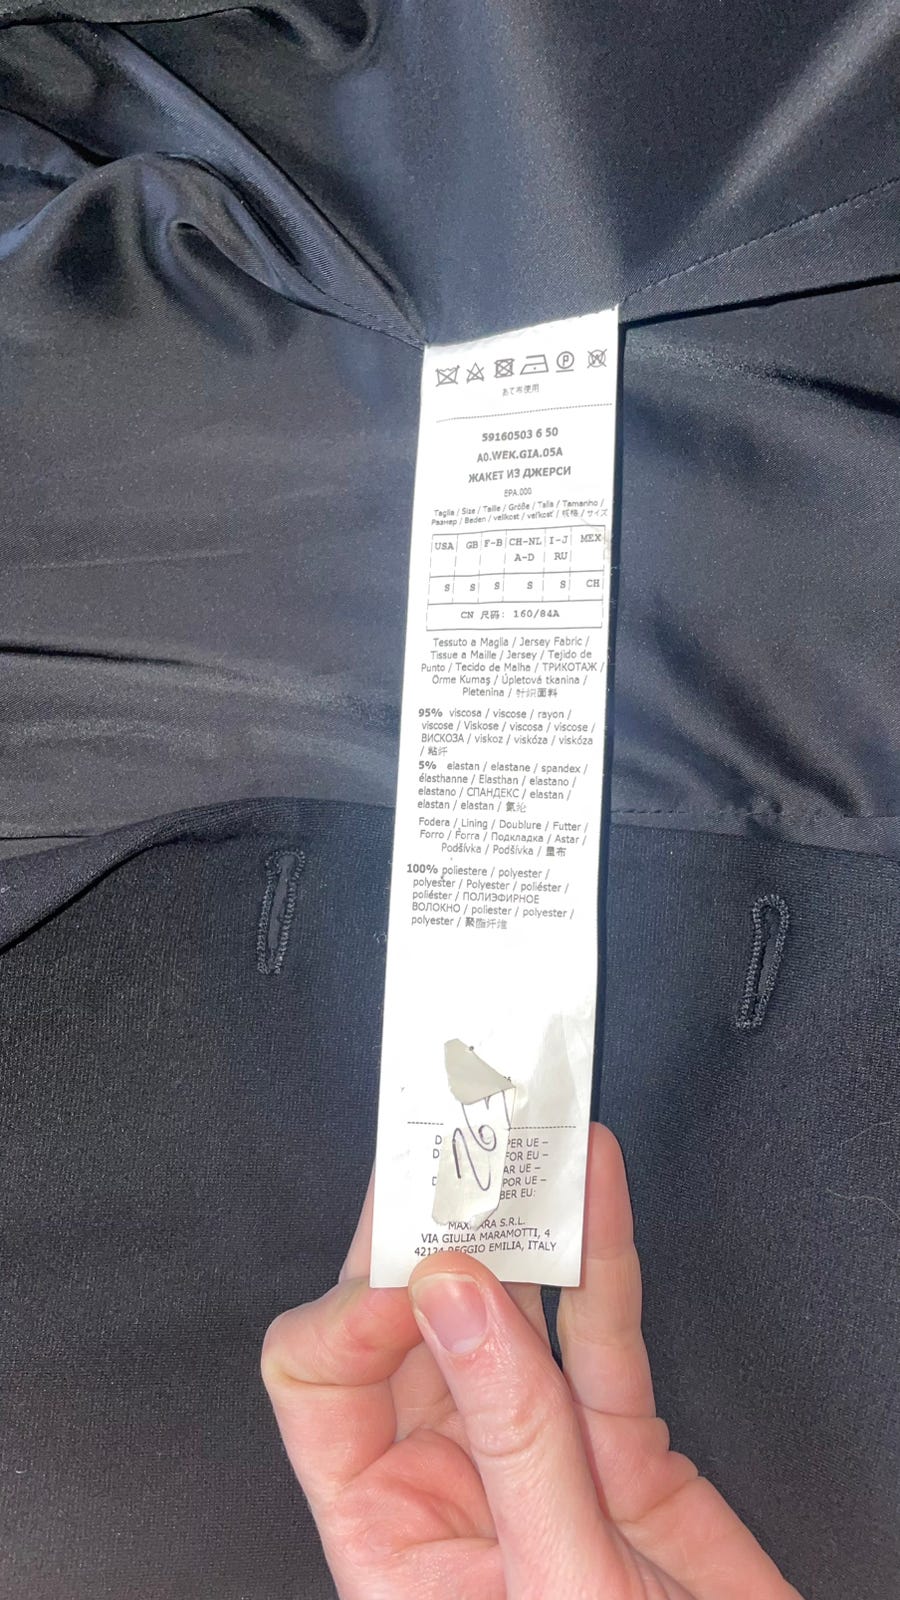 あて布使用
59160503 6 50
A0.WEK.GIA.05A
ЖАКЕТ ИЗ ДЖЕРСИ
EPA.000
Taglia / Size / Taille / Größe / Talla / Tamanho /
Размер / Beden / velikost / veľkosť / 规格 / サイズ
USA GB F-B CH-NL I-J MEX
A-D RU
S S S S S CH
CN 尺码: 160/84A
Tessuto a Maglia / Jersey Fabric /
Tissue a Maille / Jersey / Tejido de
Punto / Tecido de Malha / ТРИКОТАЖ /
Örme Kumaş / Úpletová tkanina /
Pletenina / 针织面料
95% viscosa / viscose / rayon /
viscose / Viskose / viscosa / viscose /
ВИСКОЗА / viskoz / viskóza / viskóza
/ 粘纤
5% elastan / elastane / spandex /
élasthanne / Elasthan / elastano /
elastano / СПАНДЕКС / elastan /
elastan / elastan / 氨纶
Fodera / Lining / Doublure / Futter /
Forro / Forra / Подкладка / Astar /
Podšívka / Podšívka / 里布
100% poliestere / polyester /
polyester / Polyester / poliéster /
poliéster / ПОЛИЭФИРНОЕ
ВОЛОКНО / poliester / polyester /
polyester / 聚酯纤维
PER UE –
FOR EU –
AR UE –
POR UE –
BER EU:
S.R.L.
VIA GIULIA MARAMOTTI, 4
REGGIO EMILIA, ITALY